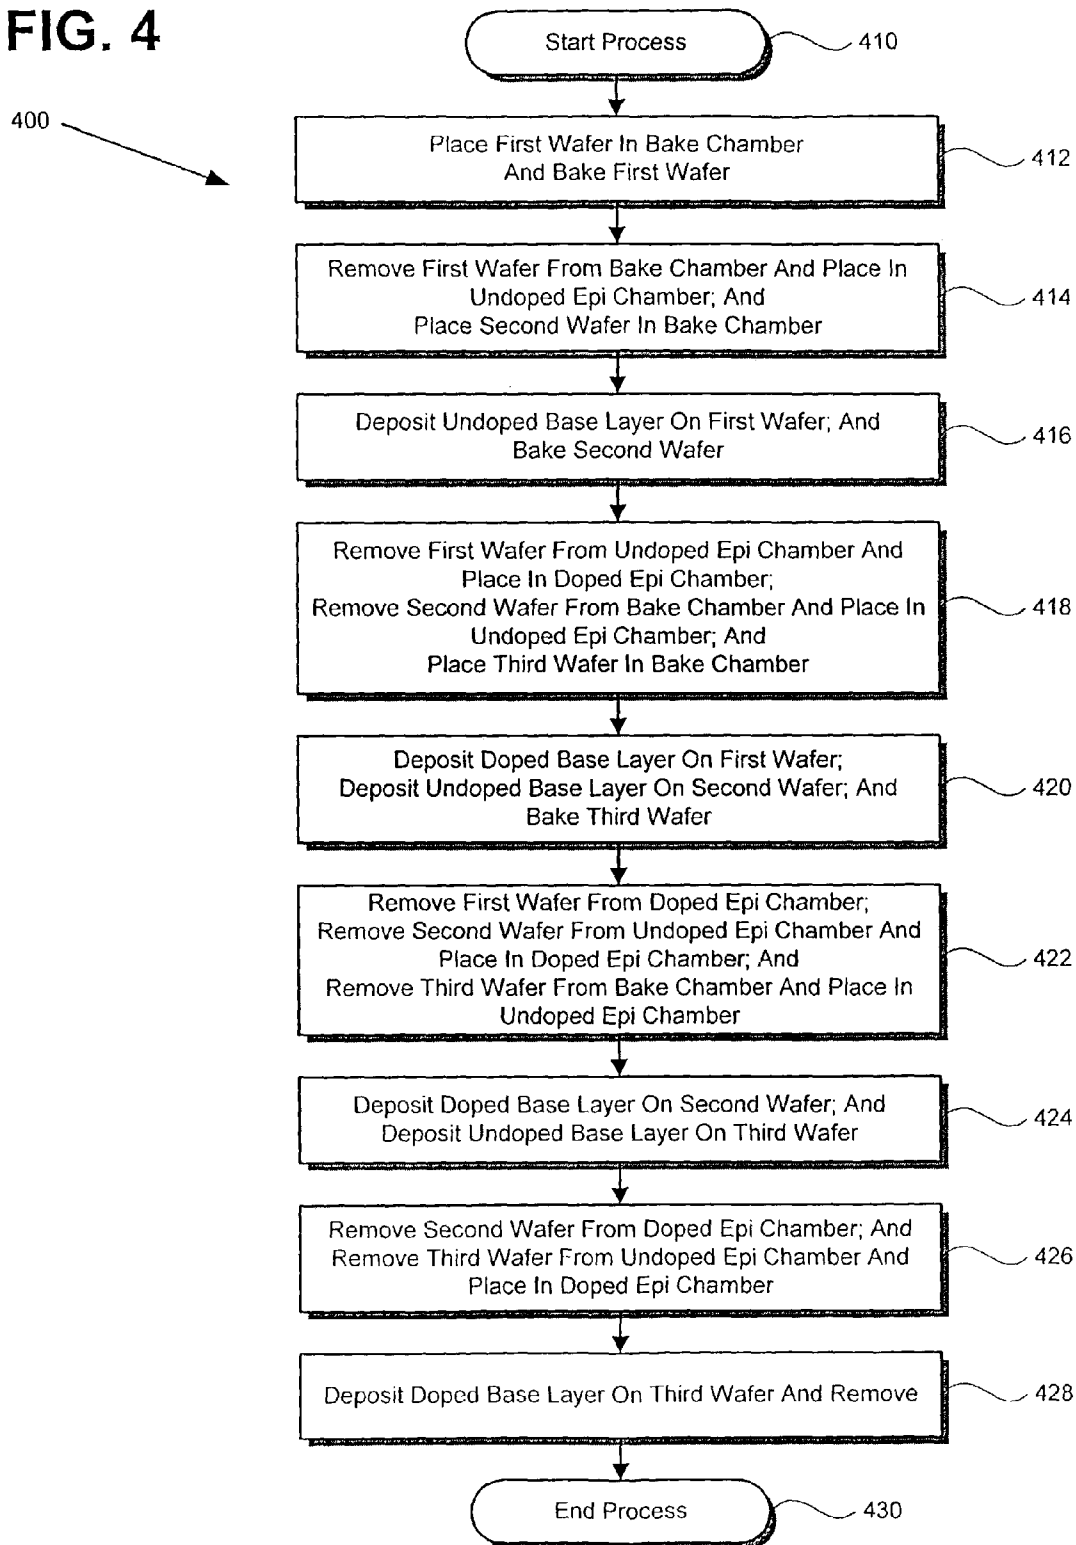 FIG. 4
Start Process
410
400
Place First Wafer In Bake Chamber
And Bake First Wafer
412
Remove First Wafer From Bake Chamber And Place In
Undoped Epi Chamber; And
Place Second Wafer In Bake Chamber
414
Deposit Undoped Base Layer On First Wafer; And
Bake Second Wafer
416
Remove First Wafer From Undoped Epi Chamber And
Place In Doped Epi Chamber;
Remove Second Wafer From Bake Chamber And Place In
Undoped Epi Chamber; And
Place Third Wafer In Bake Chamber
418
Deposit Doped Base Layer On First Wafer;
Deposit Undoped Base Layer On Second Wafer; And
Bake Third Wafer
420
Remove First Wafer From Doped Epi Chamber;
Remove Second Wafer From Undoped Epi Chamber And
Place In Doped Epi Chamber; And
Remove Third Wafer From Bake Chamber And Place In
Undoped Epi Chamber
422
Deposit Doped Base Layer On Second Wafer; And
Deposit Undoped Base Layer On Third Wafer
424
Remove Second Wafer From Doped Epi Chamber; And
Remove Third Wafer From Undoped Epi Chamber And
Place In Doped Epi Chamber
426
Deposit Doped Base Layer On Third Wafer And Remove
428
End Process
430